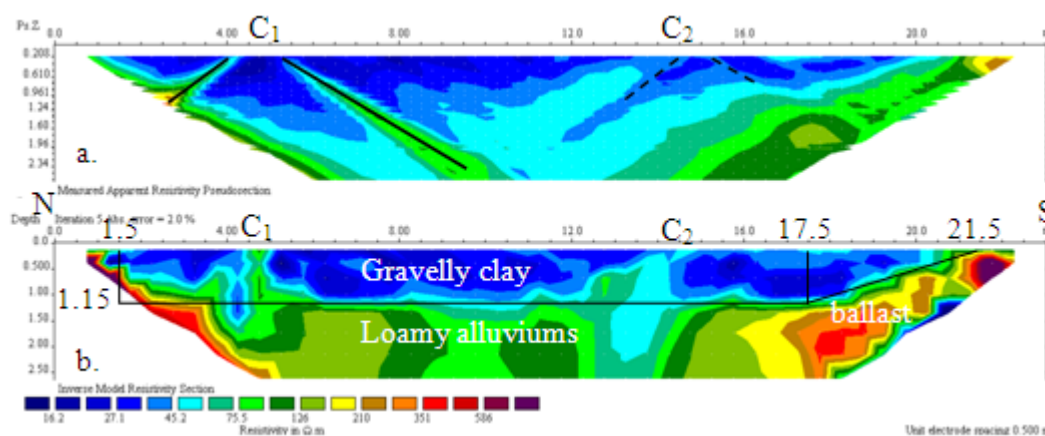 C1 C2
Ps.Z 0.0 4.00 8.00 12.0 16.0 20.0
0.208
0.610
0.961
1.24
1.60
1.96
2.34
a.
Measured Apparent Resistivity Pseudosection
N S
Depth Iteration 5 Abs. error = 2.0 %
1.5 C1 C2 17.5 21.5
0.0 4.00 8.00 12.0 16.0 20.0
0.0
0.500
1.00
1.50
2.00
2.50
1.15
Gravelly clay
ballast
Loamy alluviums
b.
Inverse Model Resistivity Section
16.2 27.1 45.2 75.5 126 210 351 586
Resistivity in Ω.m
Unit electrode spacing 0.500